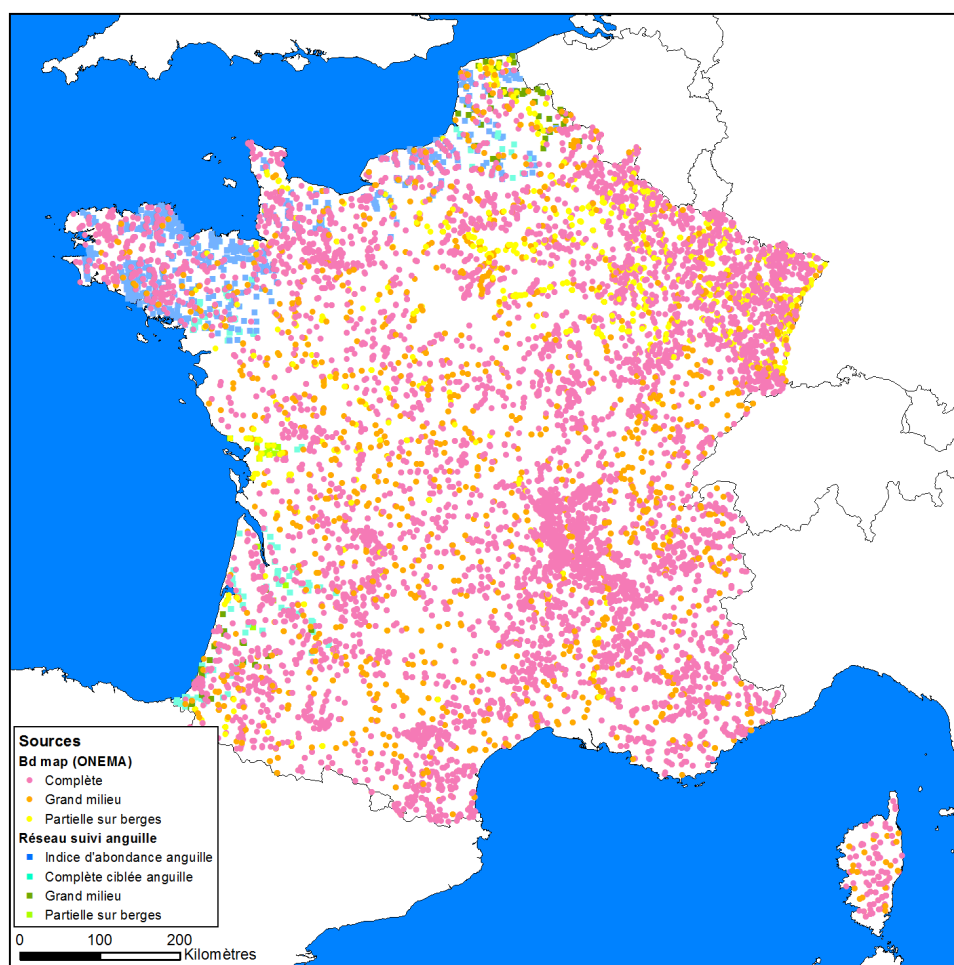 Sources
Bd map (ONEMA)
Complète
Grand milieu
Partielle sur berges
Réseau suivi anguille
Indice d'abondance anguille
Complète ciblée anguille
Grand milieu
Partielle sur berges
0 100 200
Kilomètres